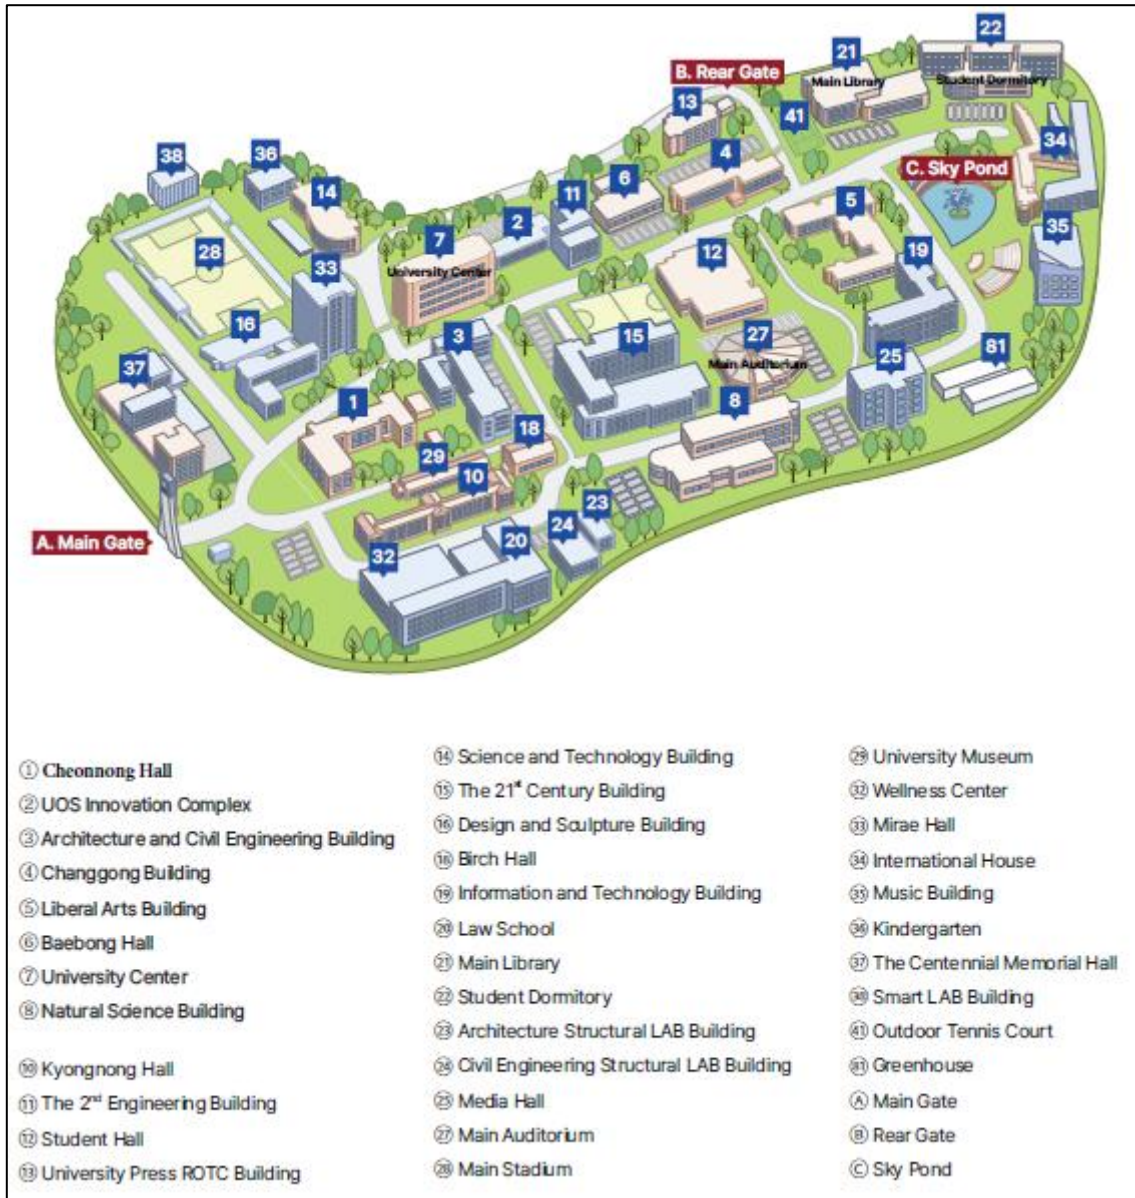 22
21
Main Library
Student Dormitory
B. Rear Gate
13
41
34
38
36
4
C. Sky Pond
14
6
11
5
2
7
35
28
33
University Center
12
19
16
3
15
27
Main Auditorium
25
81
37
1
8
18
29
10
23
24
A. Main Gate
32
20
① Cheonnong Hall
② UOS Innovation Complex
③ Architecture and Civil Engineering Building
④ Changgong Building
⑤ Liberal Arts Building
⑥ Baebong Hall
⑦ University Center
⑧ Natural Science Building
⑩ Kyongnong Hall
⑪ The 2nd Engineering Building
⑫ Student Hall
⑬ University Press ROTC Building
⑭ Science and Technology Building
⑮ The 21st Century Building
⑯ Design and Sculpture Building
⑱ Birch Hall
⑲ Information and Technology Building
⑳ Law School
㉑ Main Library
㉒ Student Dormitory
㉓ Architecture Structural LAB Building
㉔ Civil Engineering Structural LAB Building
㉕ Media Hall
㉗ Main Auditorium
㉘ Main Stadium
㉙ University Museum
㉜ Wellness Center
㉝ Mirae Hall
㉞ International House
㉟ Music Building
㊱ Kindergarten
㊲ The Centennial Memorial Hall
㊳ Smart LAB Building
㊶ Outdoor Tennis Court
81 Greenhouse
Ⓐ Main Gate
Ⓑ Rear Gate
Ⓒ Sky Pond